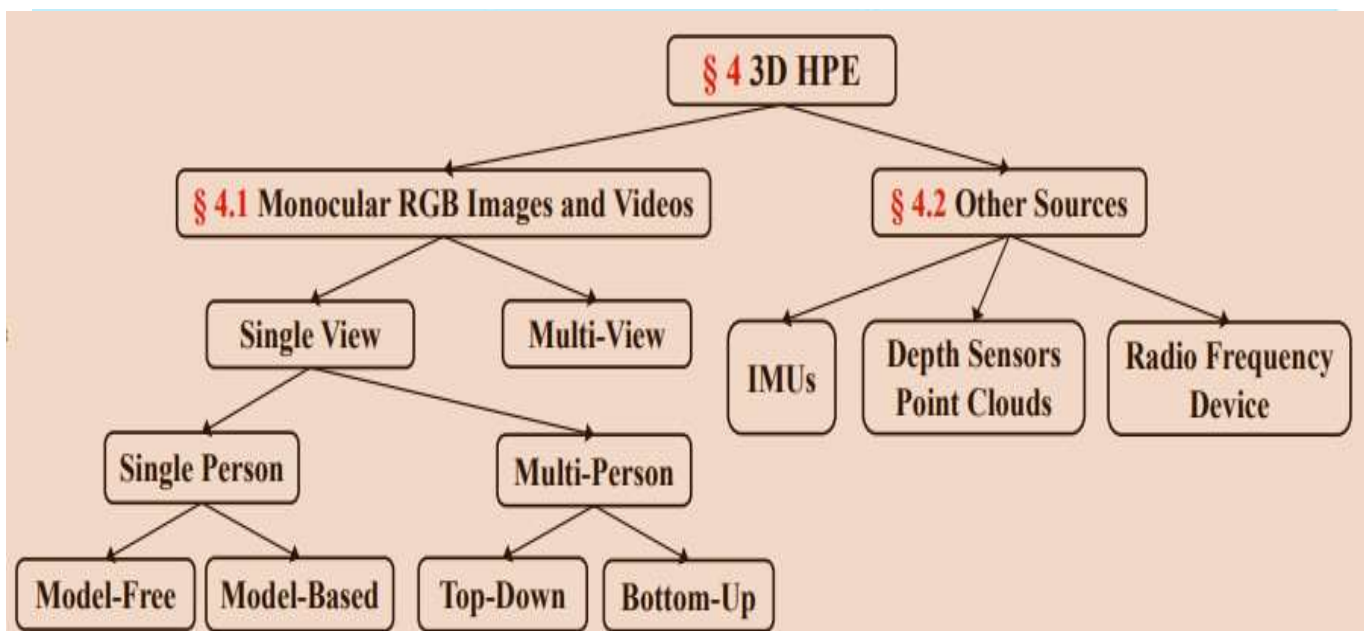 § 4 3D HPE
§ 4.1 Monocular RGB Images and Videos
§ 4.2 Other Sources
Single View
Multi-View
IMUs
Depth Sensors
Point Clouds
Radio Frequency
Device
Single Person
Multi-Person
Model-Free
Model-Based
Top-Down
Bottom-Up